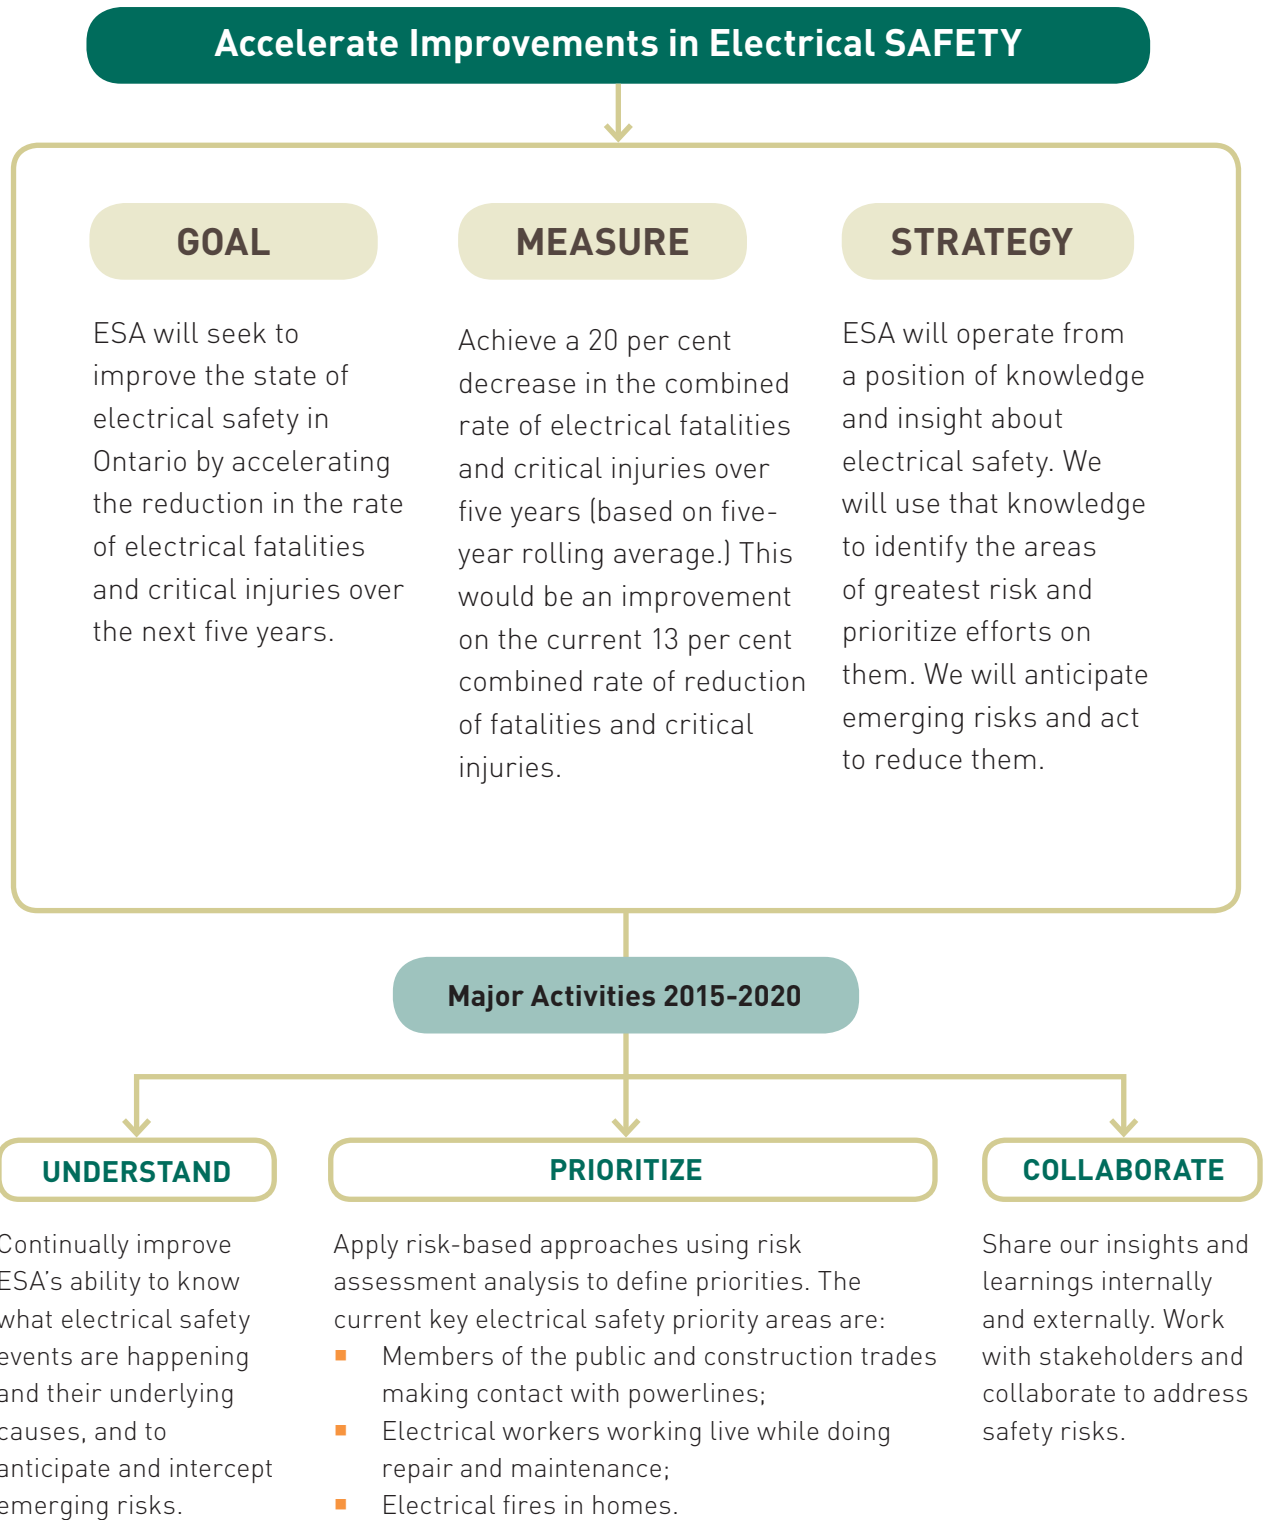 Accelerate Improvements in Electrical SAFETY
GOAL
ESA will seek to
improve the state of
electrical safety in
Ontario by accelerating
the reduction in the rate
of electrical fatalities
and critical injuries over
the next five years.
MEASURE
Achieve a 20 per cent
decrease in the combined
rate of electrical fatalities
and critical injuries over
five years (based on five-
year rolling average.) This
would be an improvement
on the current 13 per cent
combined rate of reduction
of fatalities and critical
injuries.
STRATEGY
ESA will operate from
a position of knowledge
and insight about
electrical safety. We
will use that knowledge
to identify the areas
of greatest risk and
prioritize efforts on
them. We will anticipate
emerging risks and act
to reduce them.
Major Activities 2015-2020
UNDERSTAND
Continually improve
ESA’s ability to know
what electrical safety
events are happening
and their underlying
causes, and to
anticipate and intercept
emerging risks.
PRIORITIZE
Apply risk-based approaches using risk
assessment analysis to define priorities. The
current key electrical safety priority areas are:
■ Members of the public and construction trades
making contact with powerlines;
■ Electrical workers working live while doing
repair and maintenance;
■ Electrical fires in homes.
COLLABORATE
Share our insights and
learnings internally
and externally. Work
with stakeholders and
collaborate to address
safety risks.